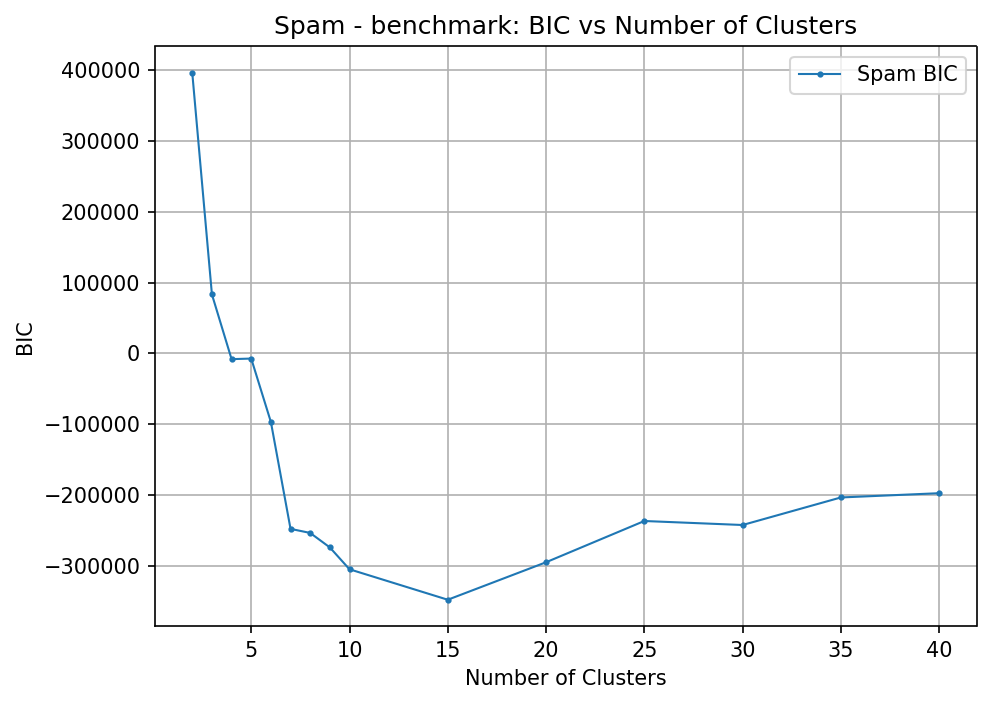 Spam - benchmark: BIC vs Number of Clusters
Spam BIC
BIC
400000
300000
200000
100000
0
−100000
−200000
−300000
5 10 15 20 25 30 35 40
Number of Clusters